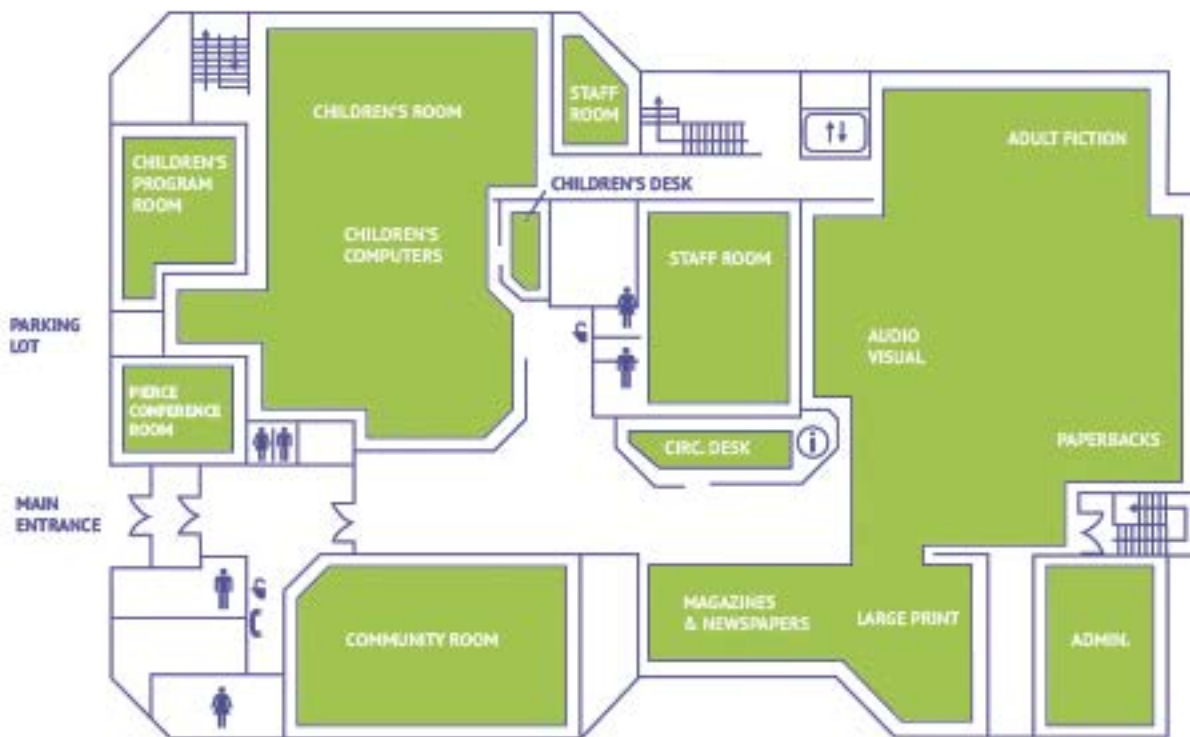 CHILDREN'S ROOM
STAFF
ROOM
ADULT FICTION
CHILDREN'S
PROGRAM
ROOM
CHILDREN'S DESK
CHILDREN'S
COMPUTERS
STAFF ROOM
PARKING
LOT
AUDIO
VISUAL
PIERCE
CONFERENCE
ROOM
CIRC. DESK
i
PAPERBACKS
MAIN
ENTRANCE
MAGAZINES
& NEWSPAPERS
LARGE PRINT
COMMUNITY ROOM
ADMIN.